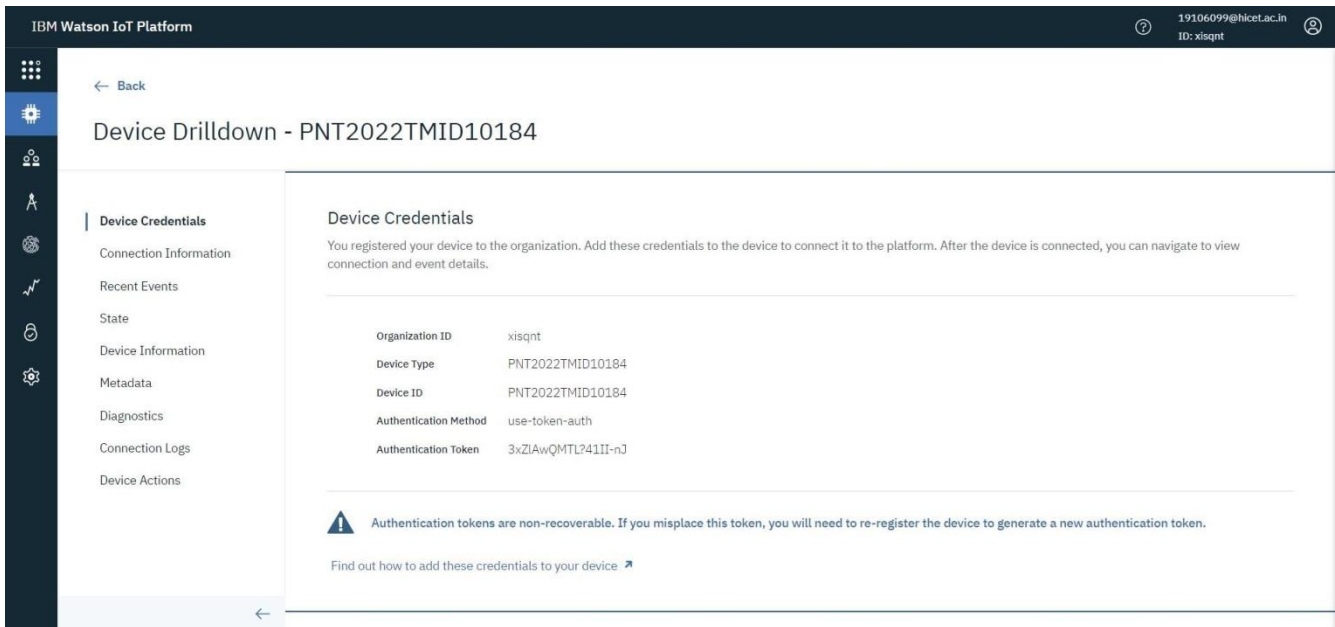 IBM Watson IoT Platform
19106099@hicet.ac.in
ID: xisqnt
← Back
Device Drilldown - PNT2022TMID10184
Device Credentials
Connection Information
Recent Events
State
Device Information
Metadata
Diagnostics
Connection Logs
Device Actions
Device Credentials
You registered your device to the organization. Add these credentials to the device to connect it to the platform. After the device is connected, you can navigate to view
connection and event details.
Organization ID xisqnt
Device Type PNT2022TMID10184
Device ID PNT2022TMID10184
Authentication Method use-token-auth
Authentication Token 3xZlAwQMTL?41II-nJ
Authentication tokens are non-recoverable. If you misplace this token, you will need to re-register the device to generate a new authentication token.
Find out how to add these credentials to your device